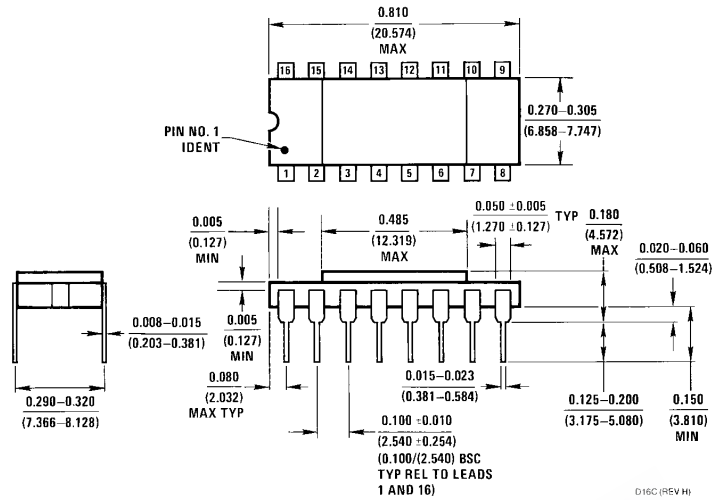 0.810
(20.574)
MAX
16 15 14 13 12 11 10 9
0.270–0.305
(6.858–7.747)
PIN NO. 1
IDENT
1 2 3 4 5 6 7 8
0.005
(0.127)
MIN
0.485
(12.319)
MAX
0.050 ±0.005
(1.270 ±0.127)
TYP
0.180
(4.572)
MAX
0.020–0.060
(0.508–1.524)
0.008–0.015
(0.203–0.381)
0.005
(0.127)
MIN
0.290–0.320
(7.366–8.128)
0.080
(2.032)
MAX TYP
0.015–0.023
(0.381–0.584)
0.125–0.200
(3.175–5.080)
0.150
(3.810)
MIN
0.100 ±0.010
(2.540 ±0.254)
(0.100/(2.540) BSC
TYP REL TO LEADS
1 AND 16)
D16C (REV H)